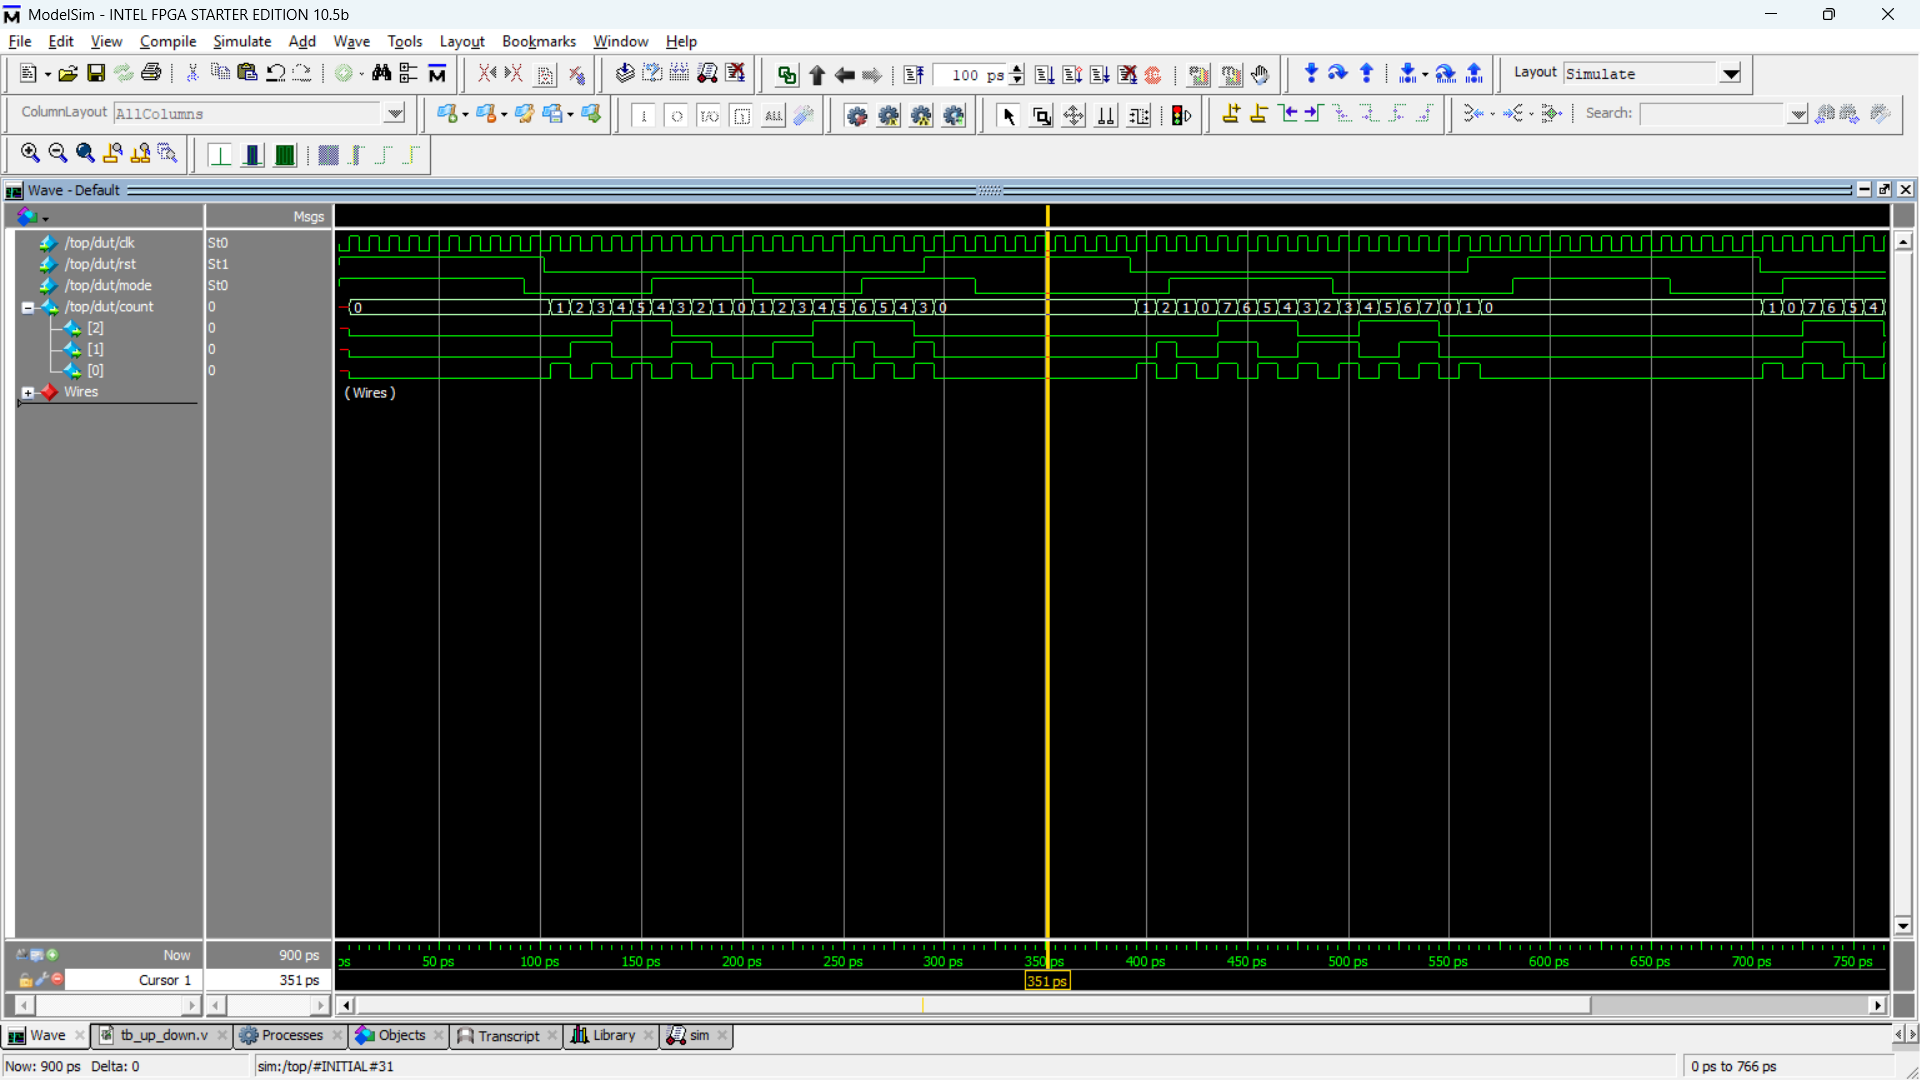 ModelSim - INTEL FPGA STARTER EDITION 10.5b
File Edit View Compile Simulate Add Wave Tools Layout Bookmarks Window Help
100 ps
Layout Simulate
ColumnLayout AllColumns
Search:
Wave - Default
Msgs
/top/dut/clk St0
/top/dut/rst St1
/top/dut/mode St0
/top/dut/count 0 0 1 2 3 4 5 4 3 2 1 0 1 2 3 4 5 6 5 4 3 0 1 2 1 0 7 6 5 4 3 2 3 4 5 6 7 0 1 0 1 0 7 6 5 4
[2] 0
[1] 0
[0] 0
Wires ( Wires )
Now 900 ps ps 50 ps 100 ps 150 ps 200 ps 250 ps 300 ps 350 ps 400 ps 450 ps 500 ps 550 ps 600 ps 650 ps 700 ps 750 ps
Cursor 1 351 ps 351 ps
Wave tb_up_down.v Processes Objects Transcript Library sim
Now: 900 ps Delta: 0 sim:/top/#INITIAL#31 0 ps to 766 ps